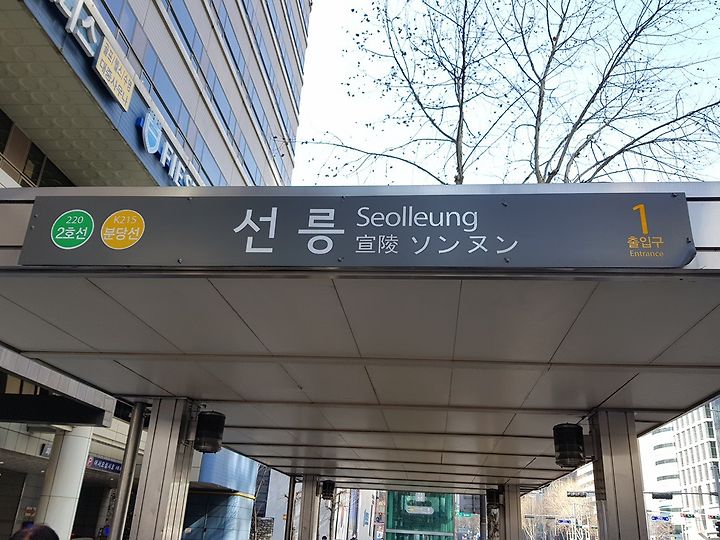 220
2호선
K215
분당선
선릉
Seolleung
宣陵 ソンヌン
1
출입구
Entrance